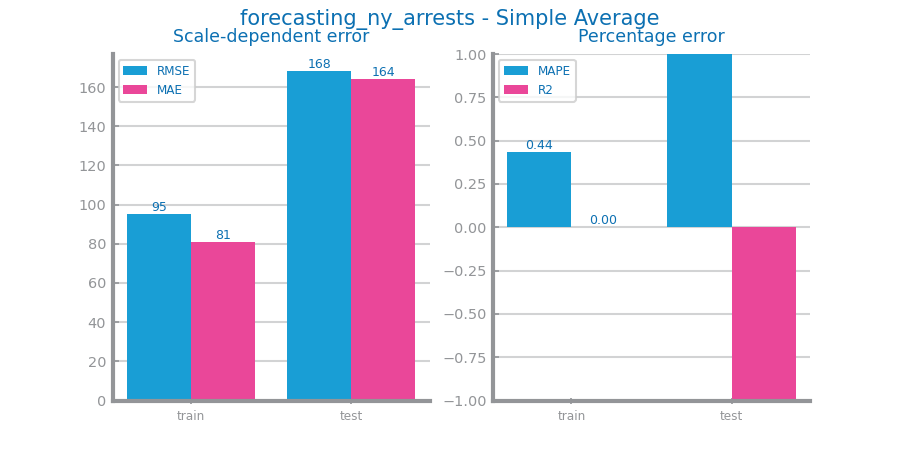 forecasting_ny_arrests - Simple Average
Scale-dependent error
RMSE
MAE
160
140
120
100
80
60
40
20
0
95
81
168
164
train
test
Percentage error
MAPE
R2
1.00
0.75
0.50
0.25
0.00
−0.25
−0.50
−0.75
−1.00
0.44
0.00
train
test